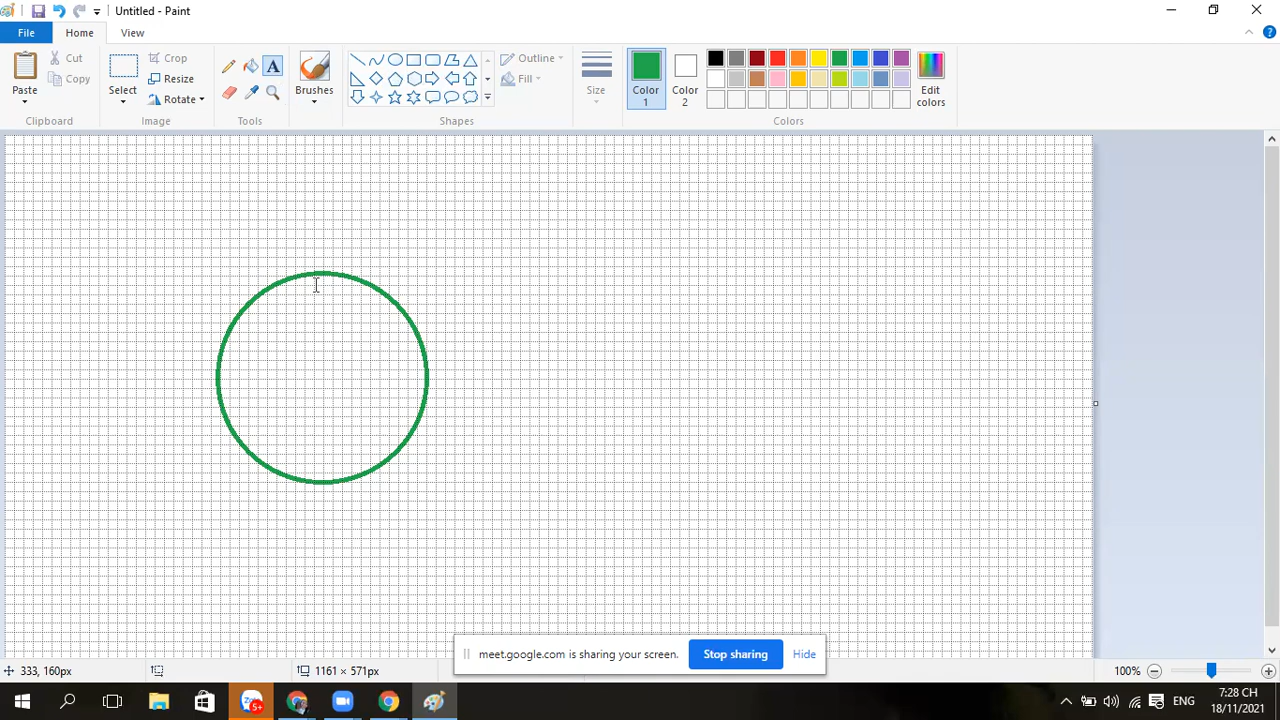 Untitled - Paint
File
Home
View
Paste
Cut
Copy
Clipboard
Select
Crop
Resize
Rotate
Image
A
Tools
Brushes
Shapes
Outline
Fill
Size
Color 1
Color 2
Edit colors
Colors
meet.google.com is sharing your screen.
Stop sharing
Hide
333, 160px
1161 × 571px
100%
5+
ENG
7:28 CH
18/11/2021